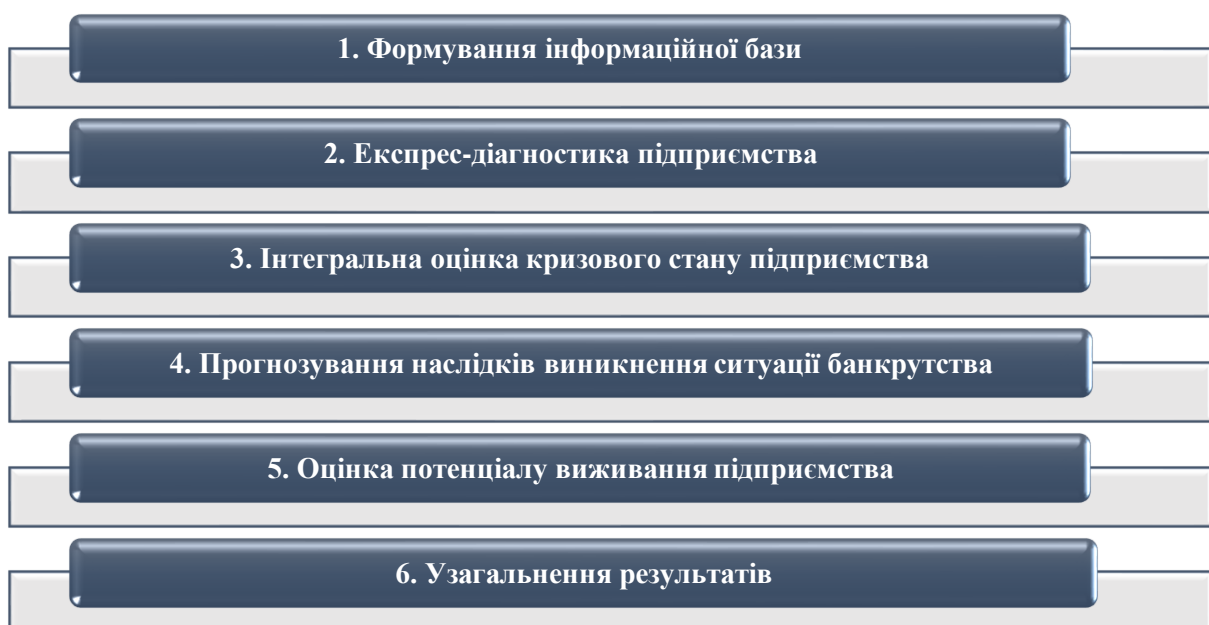 1. Формування інформаційної бази
2. Експрес-діагностика підприємства
3. Інтегральна оцінка кризового стану підприємства
4. Прогнозування наслідків виникнення ситуації банкрутства
5. Оцінка потенціалу виживання підприємства
6. Узагальнення результатів